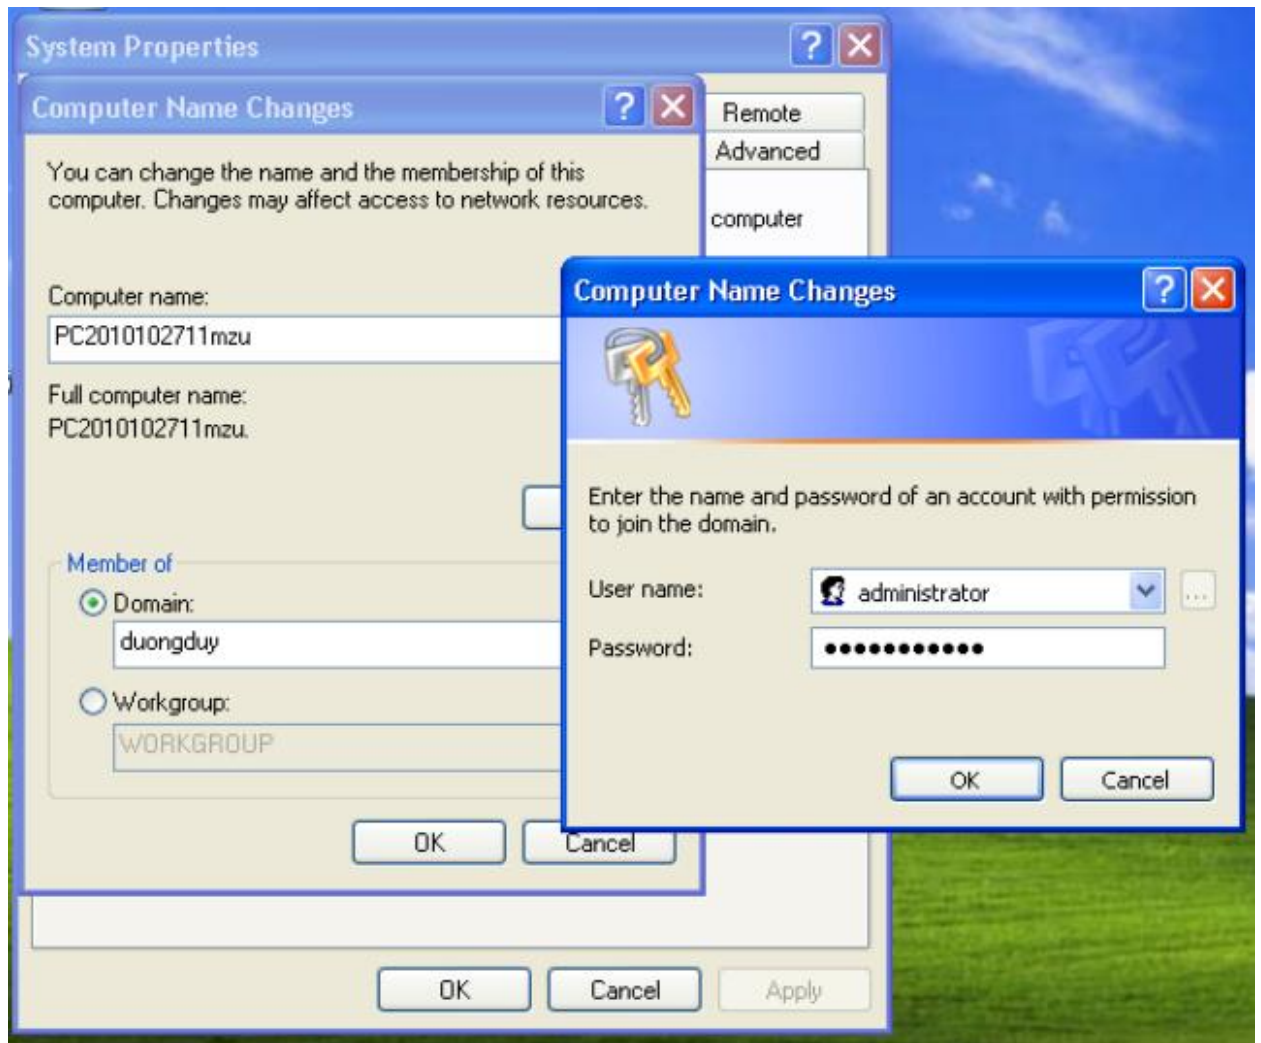 System Properties
Computer Name Changes
Remote
Advanced
You can change the name and the membership of this
computer. Changes may affect access to network resources.
computer
Computer name:
PC2010102711mzu
Full computer name:
PC2010102711mzu.
Member of
Domain:
duongduy
Workgroup:
WORKGROUP
OK
Cancel
Computer Name Changes
Enter the name and password of an account with permission
to join the domain.
User name:
administrator
...
Password:
●●●●●●●●●●●
OK
Cancel
OK
Cancel
Apply